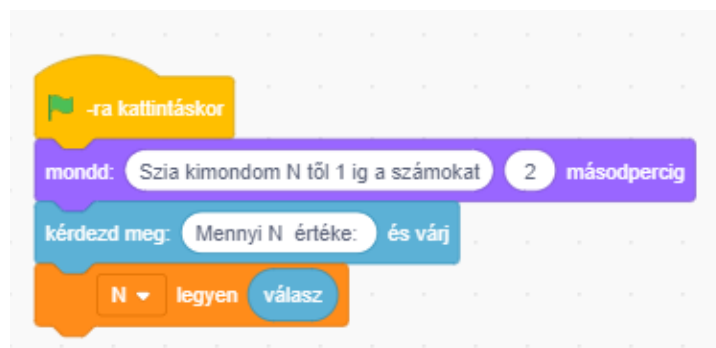 -ra kattintáskor
mondd: Szia kimondom N től 1 ig a számokat 2 másodpercig
kérdezd meg: Mennyi N értéke: és várj
N legyen válasz